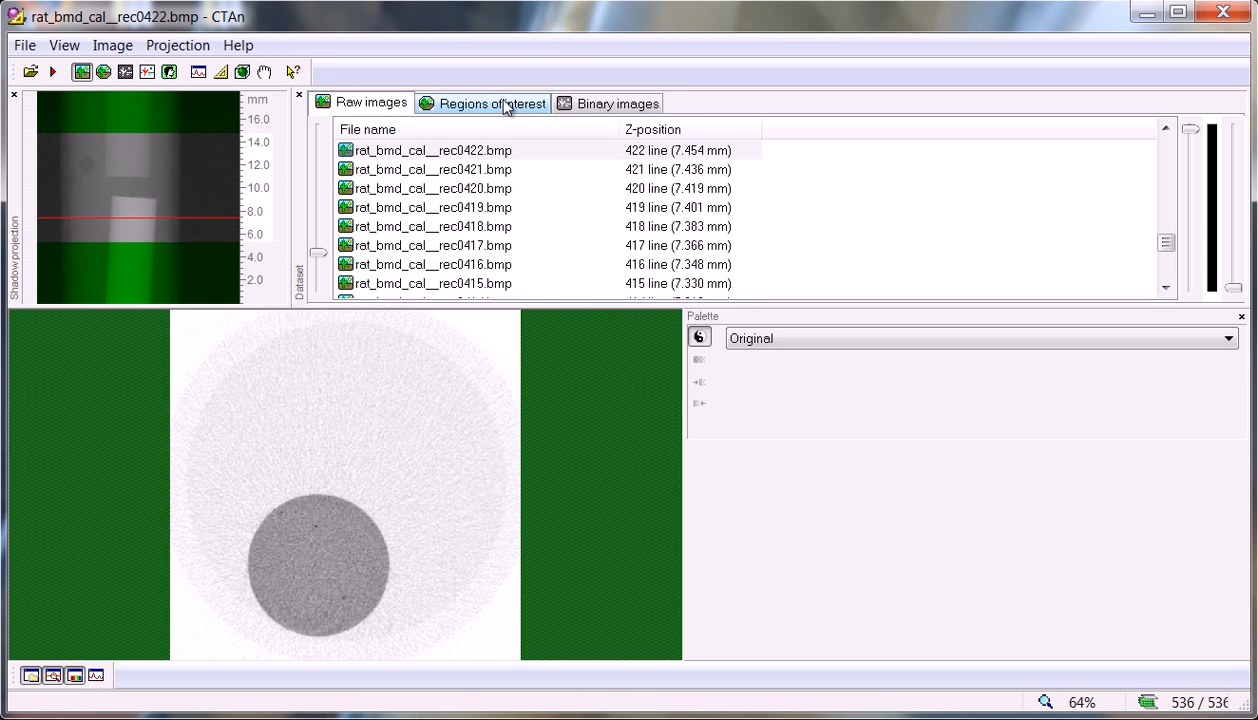 rat_bmd_cal__rec0422.bmp - CTAn
File View Image Projection Help
Shadow projection
mm
16.0
14.0
12.0
10.0
8.0
6.0
4.0
2.0
Dataset
Raw images Regions of interest Binary images
File name Z-position
rat_bmd_cal__rec0422.bmp 422 line (7.454 mm)
rat_bmd_cal__rec0421.bmp 421 line (7.436 mm)
rat_bmd_cal__rec0420.bmp 420 line (7.419 mm)
rat_bmd_cal__rec0419.bmp 419 line (7.401 mm)
rat_bmd_cal__rec0418.bmp 418 line (7.383 mm)
rat_bmd_cal__rec0417.bmp 417 line (7.366 mm)
rat_bmd_cal__rec0416.bmp 416 line (7.348 mm)
rat_bmd_cal__rec0415.bmp 415 line (7.330 mm)
Palette
Original
64% 536 / 536